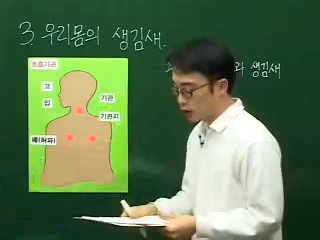 3. 우리몸의 생김새.
와 생김새
호흡기관
코
입
기관
기관지
폐(허파)